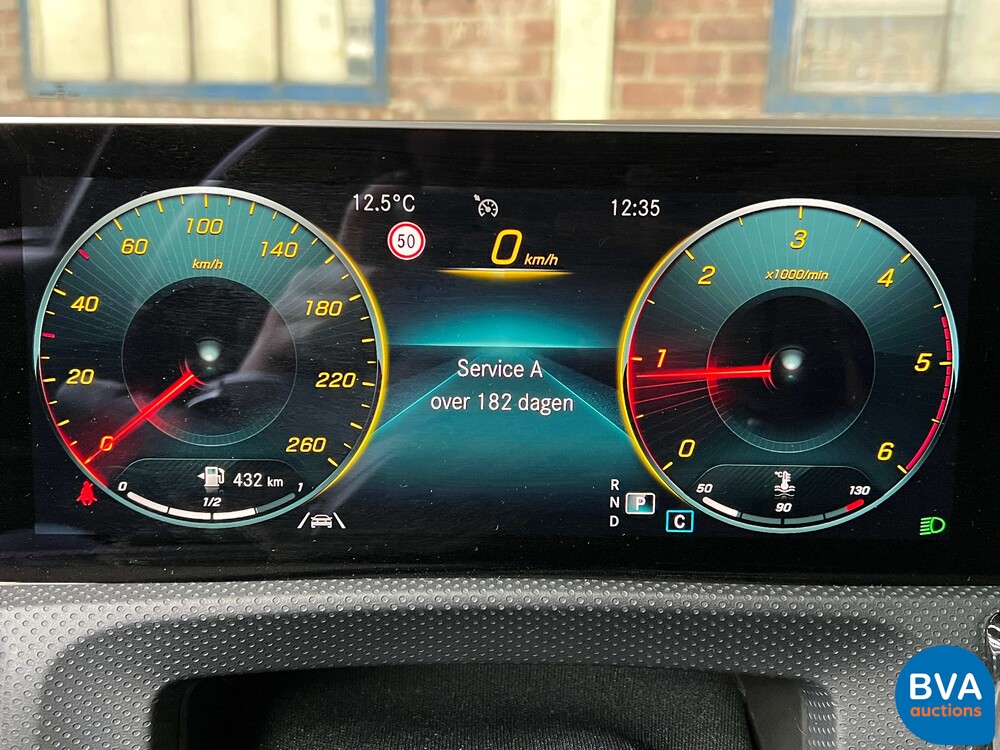 12.5°C
12:35
50
0 km/h
0
20
40
60
100
140
180
220
260
km/h
0
1/2
1
432 km
Service A
over 182 dagen
0
1
2
3
4
5
6
x1000/min
50
90
130
°C
R
N
D
P
C
BVA
auctions